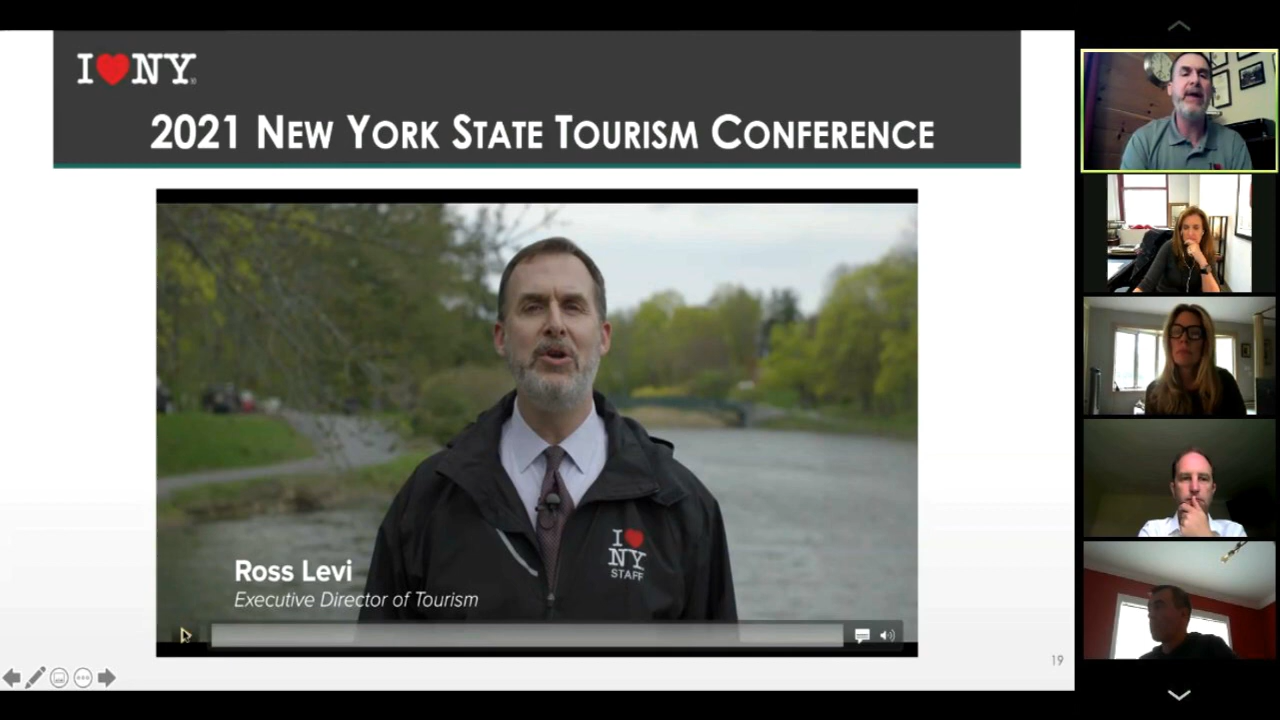 I NY
2021 NEW YORK STATE TOURISM CONFERENCE
I
NY
STAFF
Ross Levi
Executive Director of Tourism
19